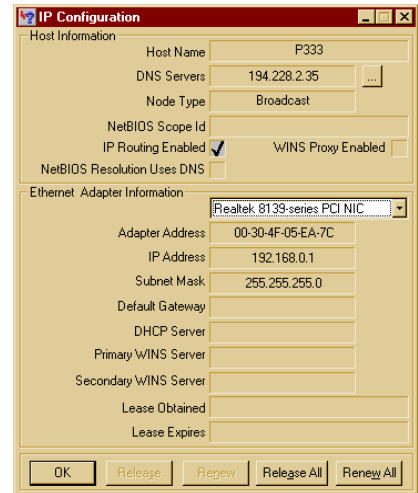 IP Configuration
Host Information
Host Name P333
DNS Servers 194.228.2.35 ...
Node Type Broadcast
NetBIOS Scope Id
IP Routing Enabled WINS Proxy Enabled
NetBIOS Resolution Uses DNS
Ethernet Adapter Information
Realtek 8139-series PCI NIC
Adapter Address 00-30-4F-05-EA-7C
IP Address 192.168.0.1
Subnet Mask 255.255.255.0
Default Gateway
DHCP Server
Primary WINS Server
Secondary WINS Server
Lease Obtained
Lease Expires
OK Release Renew Release All Renew All